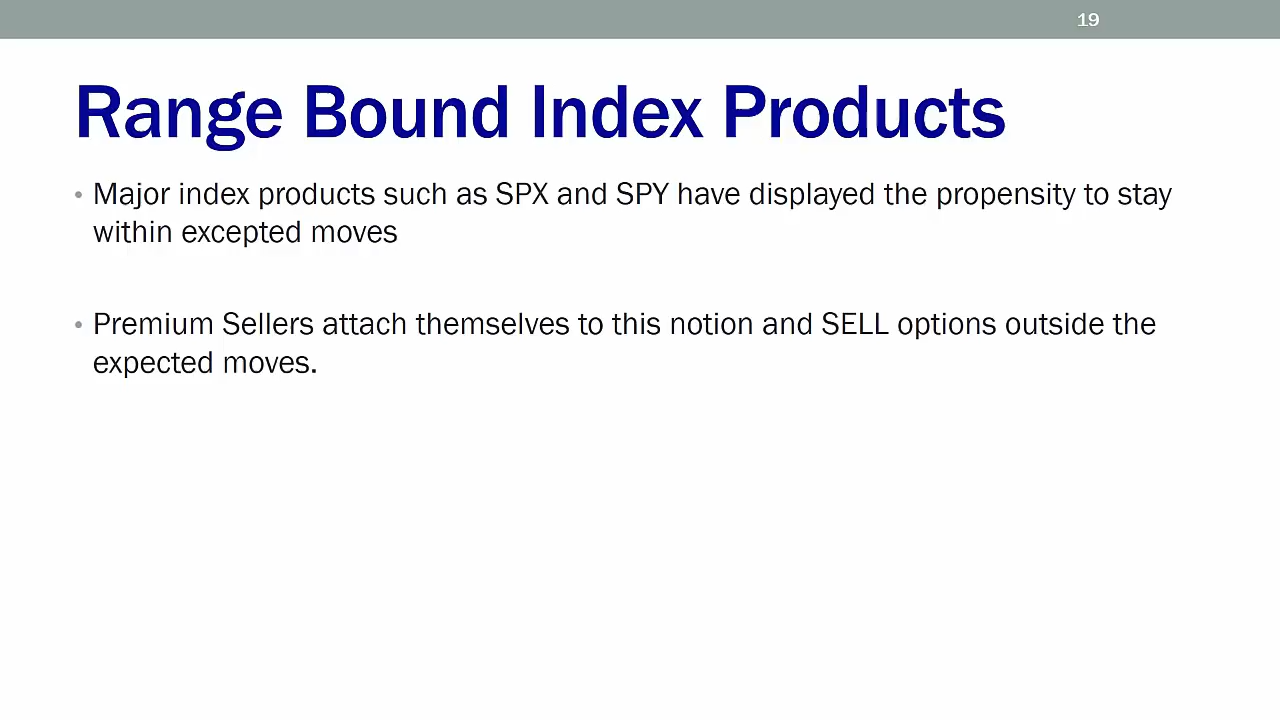 19
Range Bound Index Products
• Major index products such as SPX and SPY have displayed the propensity to stay
within excepted moves
• Premium Sellers attach themselves to this notion and SELL options outside the
expected moves.